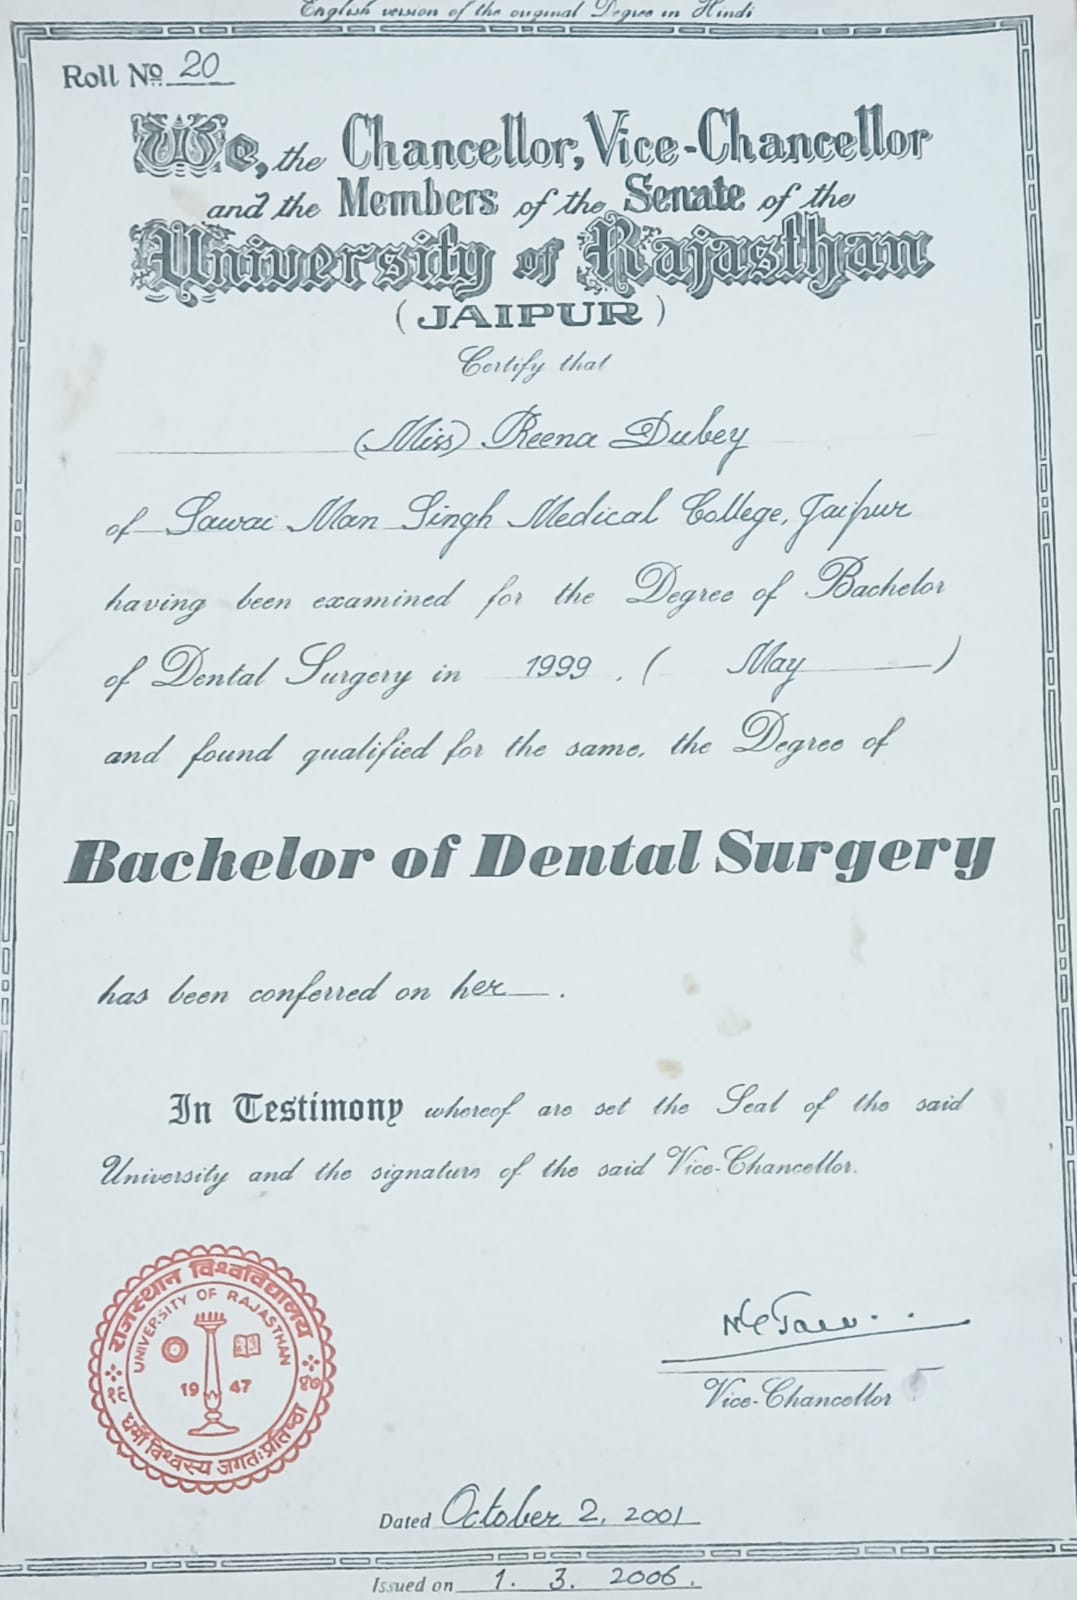 English version of the original Degree in Hindi
Roll No. 20
We, the Chancellor, Vice-Chancellor
and the Members of the Senate of the
University of Rajasthan
(JAIPUR)
Certify that
(Miss) Reena Dubey
of Sawai Man Singh Medical College, Jaipur
having been examined for the Degree of Bachelor
of Dental Surgery in 1999. ( May )
and found qualified for the same, the Degree of
Bachelor of Dental Surgery
has been conferred on her .
In Testimony whereof are set the Seal of the said
University and the signature of the said Vice-Chancellor.
राजस्थान विश्वविद्यालय
UNIVERSITY OF RAJASTHAN
19 47
१९ ४७
धर्मो विश्वस्य जगतः प्रतिष्ठा
Vice-Chancellor
Dated October 2, 2001
Issued on 1. 3. 2006.